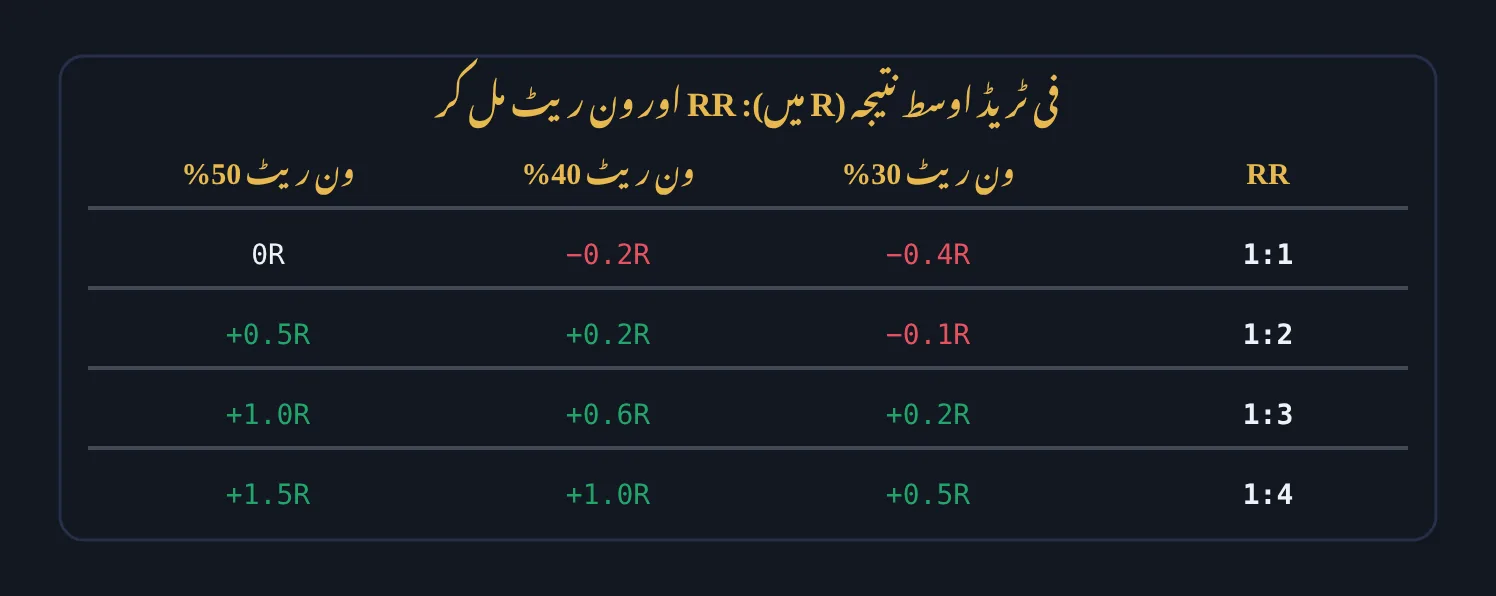 فی ٹریڈ اوسط نتیجہ (R میں): RR اور ون ریٹ مل کر
RR ون ریٹ 30% ون ریٹ 40% ون ریٹ 50%
1:1 −0.4R −0.2R 0R
1:2 −0.1R +0.2R +0.5R
1:3 +0.2R +0.6R +1.0R
1:4 +0.5R +1.0R +1.5R